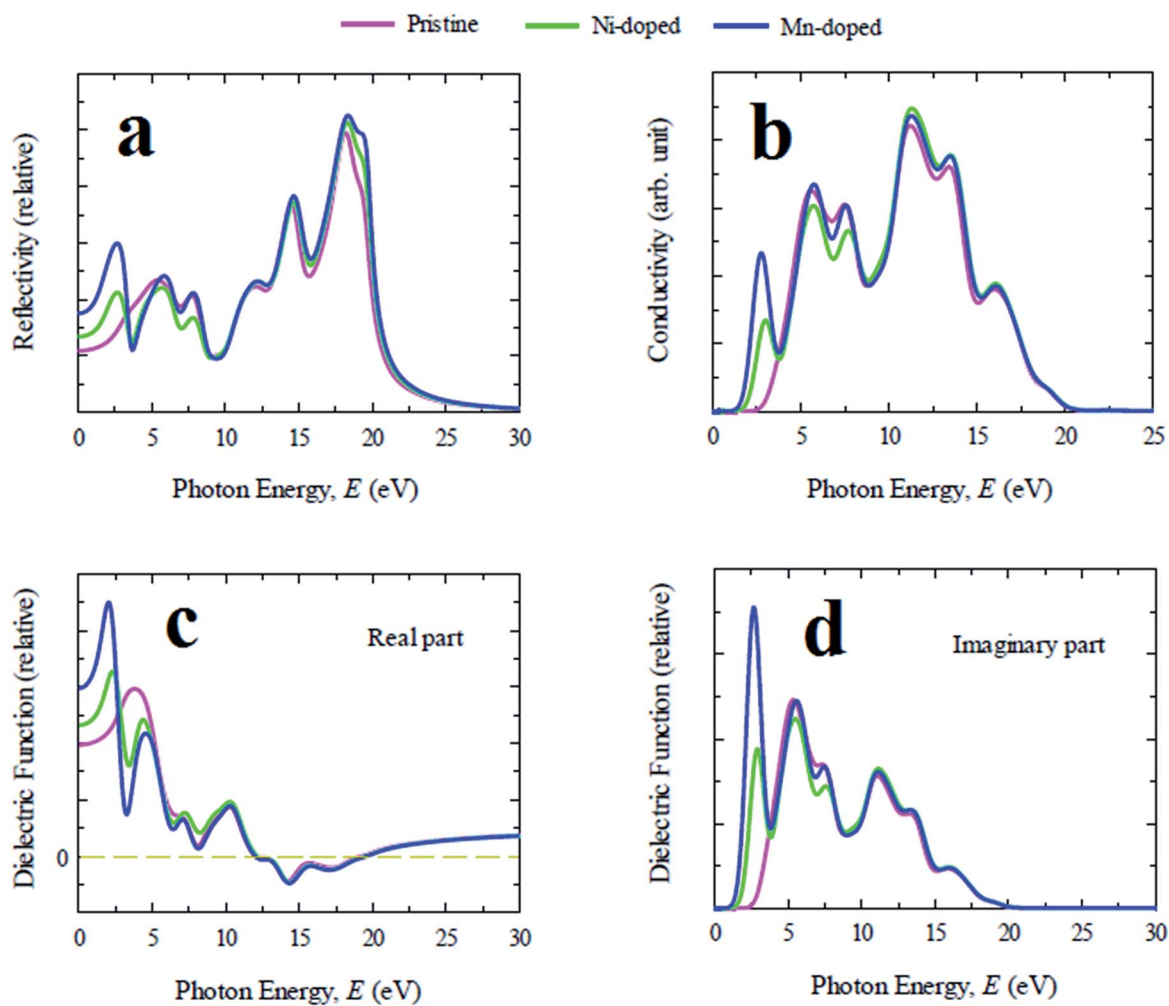 Pristine Ni-doped Mn-doped
a
Reflectivity (relative)
0 5 10 15 20 25 30
Photon Energy, E (eV)
b
Conductivity (arb. unit)
0 5 10 15 20 25
Photon Energy, E (eV)
c
Real part
Dielectric Function (relative)
0
0 5 10 15 20 25 30
Photon Energy, E (eV)
d
Imaginary part
Dielectric Function (relative)
0 5 10 15 20 25 30
Photon Energy, E (eV)